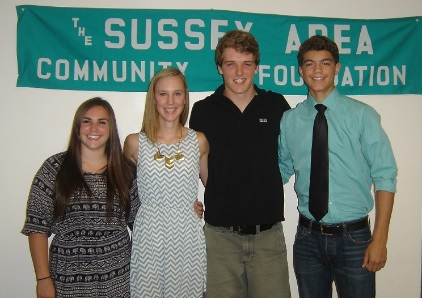 THE SUSSEX AREA
COMMUNITY FOUNDATION